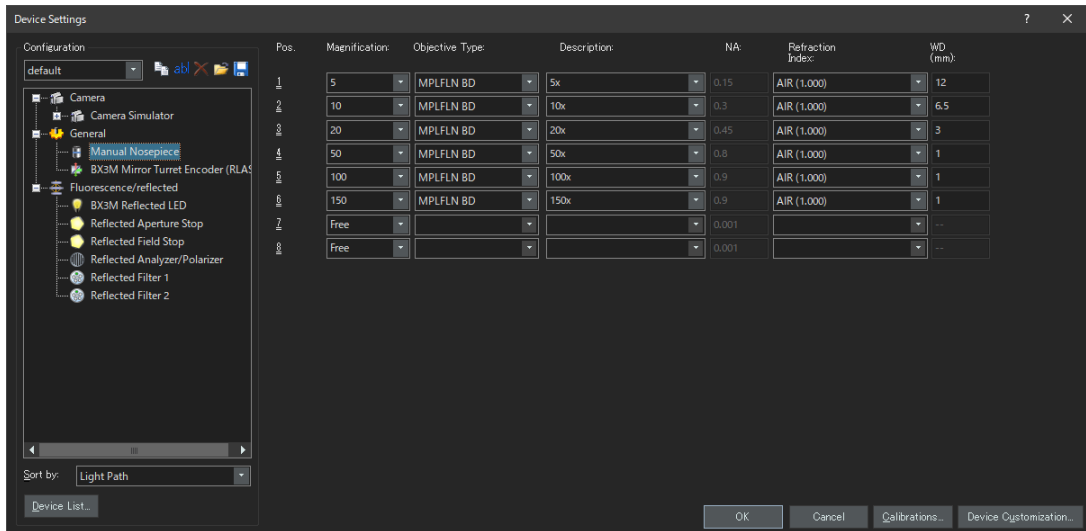 Device Settings
?
Configuration
default
abl
Camera
Camera Simulator
General
Manual Nosepiece
BX3M Mirror Turret Encoder (RLAS
Fluorescence/reflected
BX3M Reflected LED
Reflected Aperture Stop
Reflected Field Stop
Reflected Analyzer/Polarizer
Reflected Filter 1
Reflected Filter 2
Sort by: Light Path
Device List...
Pos. Magnification: Objective Type: Description: NA: Refraction Index: WD (mm):
1 5 MPLFLN BD 5x 0.15 AIR (1.000) 12
2 10 MPLFLN BD 10x 0.3 AIR (1.000) 6.5
3 20 MPLFLN BD 20x 0.45 AIR (1.000) 3
4 50 MPLFLN BD 50x 0.8 AIR (1.000) 1
5 100 MPLFLN BD 100x 0.9 AIR (1.000) 1
6 150 MPLFLN BD 150x 0.9 AIR (1.000) 1
7 Free 0.001 --
8 Free 0.001 --
OK Cancel Calibrations... Device Customization...